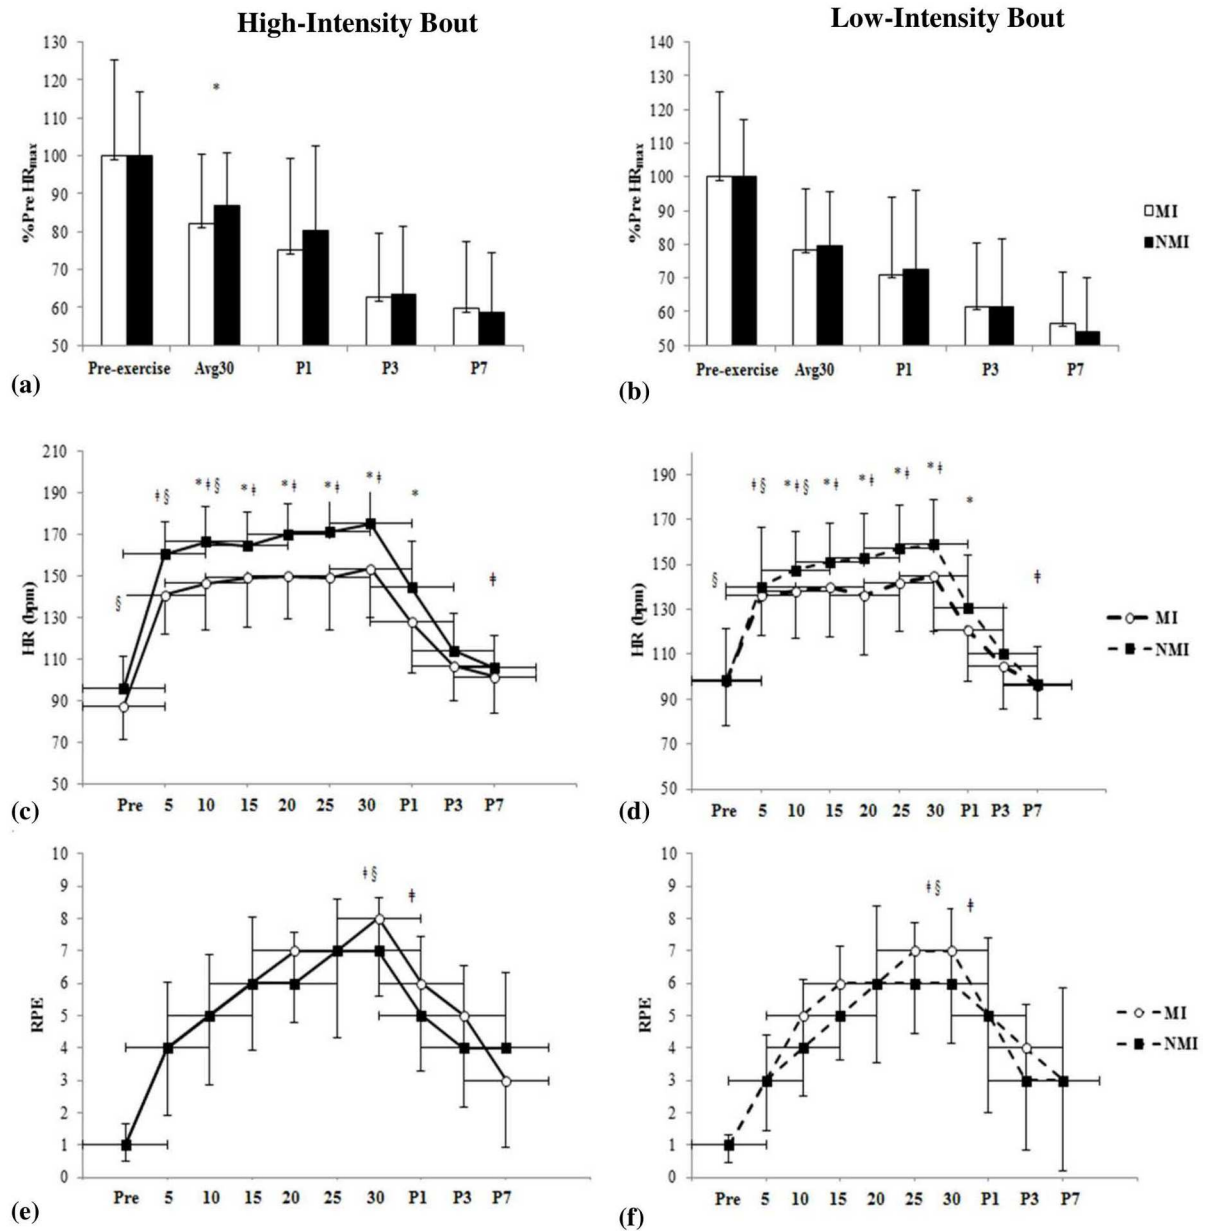 High-Intensity Bout
Low-Intensity Bout
130
120
110
100
90
80
70
60
50
%Pre HRmax
*
Pre-exercise Avg30 P1 P3 P7
(a)
140
130
120
110
100
90
80
70
60
50
%Pre HRmax
Pre-exercise Avg30 P1 P3 P7
(b)
MI
NMI
210
190
170
150
130
110
90
70
50
HR (bpm)
§ ǂ§ *ǂ§ *ǂ *ǂ *ǂ *ǂ * ǂ
Pre 5 10 15 20 25 30 P1 P3 P7
(c)
190
170
150
130
110
90
70
50
HR (bpm)
§ ǂ§ *ǂ§ *ǂ *ǂ *ǂ *ǂ * ǂ
Pre 5 10 15 20 25 30 P1 P3 P7
(d)
MI
NMI
10
9
8
7
6
5
4
3
2
1
0
RPE
ǂ§ ǂ
Pre 5 10 15 20 25 30 P1 P3 P7
(e)
10
9
8
7
6
5
4
3
2
1
0
RPE
ǂ§ ǂ
Pre 5 10 15 20 25 30 P1 P3 P7
(f)
MI
NMI